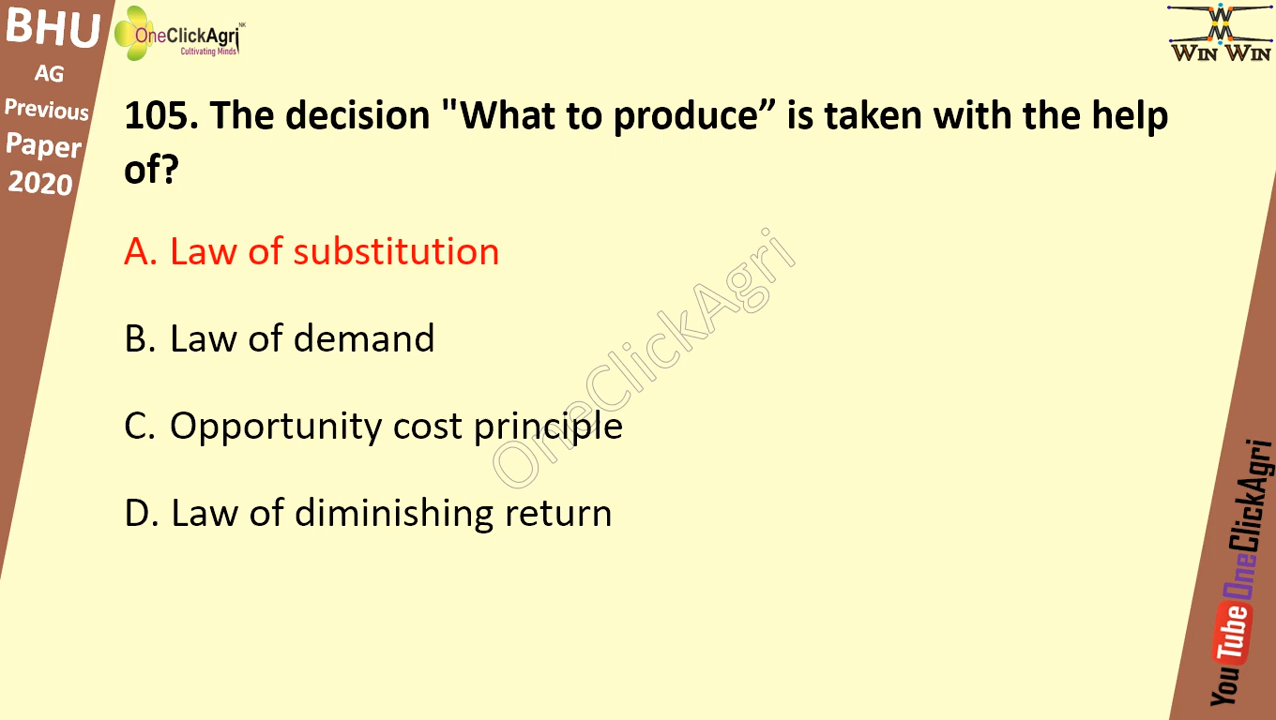 BHU
AG
Previous
Paper
2020
OneClickAgri NK
Cultivating Minds
WIN WIN
105. The decision "What to produce” is taken with the help
of?
A. Law of substitution
B. Law of demand
C. Opportunity cost principle
D. Law of diminishing return
OneClickAgri
YouTube OneClickAgri